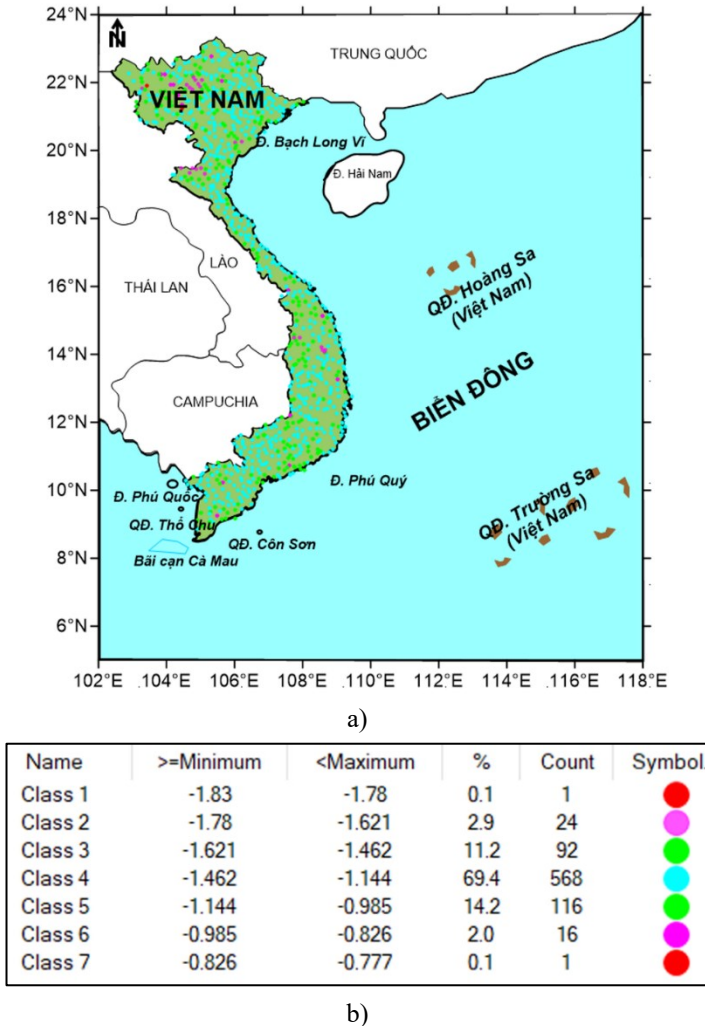 24°N
N
22°N
20°N
18°N
16°N
14°N
12°N
10°N
8°N
6°N
TRUNG QUỐC
VIỆT NAM
Đ. Bạch Long Vĩ
Đ. Hải Nam
LÀO
THÁI LAN
QĐ. Hoàng Sa
(Việt Nam)
BIỂN ĐÔNG
CAMPUCHIA
Đ. Phú Quý
Đ. Phú Quốc
QĐ. Trường Sa
(Việt Nam)
QĐ. Thổ Chu
QĐ. Côn Sơn
Bãi cạn Cà Mau
102°E .104°E .106°E .108°E .110°E 112°E .114°E .116°E 118°E
a)
Name >=Minimum <Maximum % Count Symbol
Class 1 -1.83 -1.78 0.1 1
Class 2 -1.78 -1.621 2.9 24
Class 3 -1.621 -1.462 11.2 92
Class 4 -1.462 -1.144 69.4 568
Class 5 -1.144 -0.985 14.2 116
Class 6 -0.985 -0.826 2.0 16
Class 7 -0.826 -0.777 0.1 1
b)